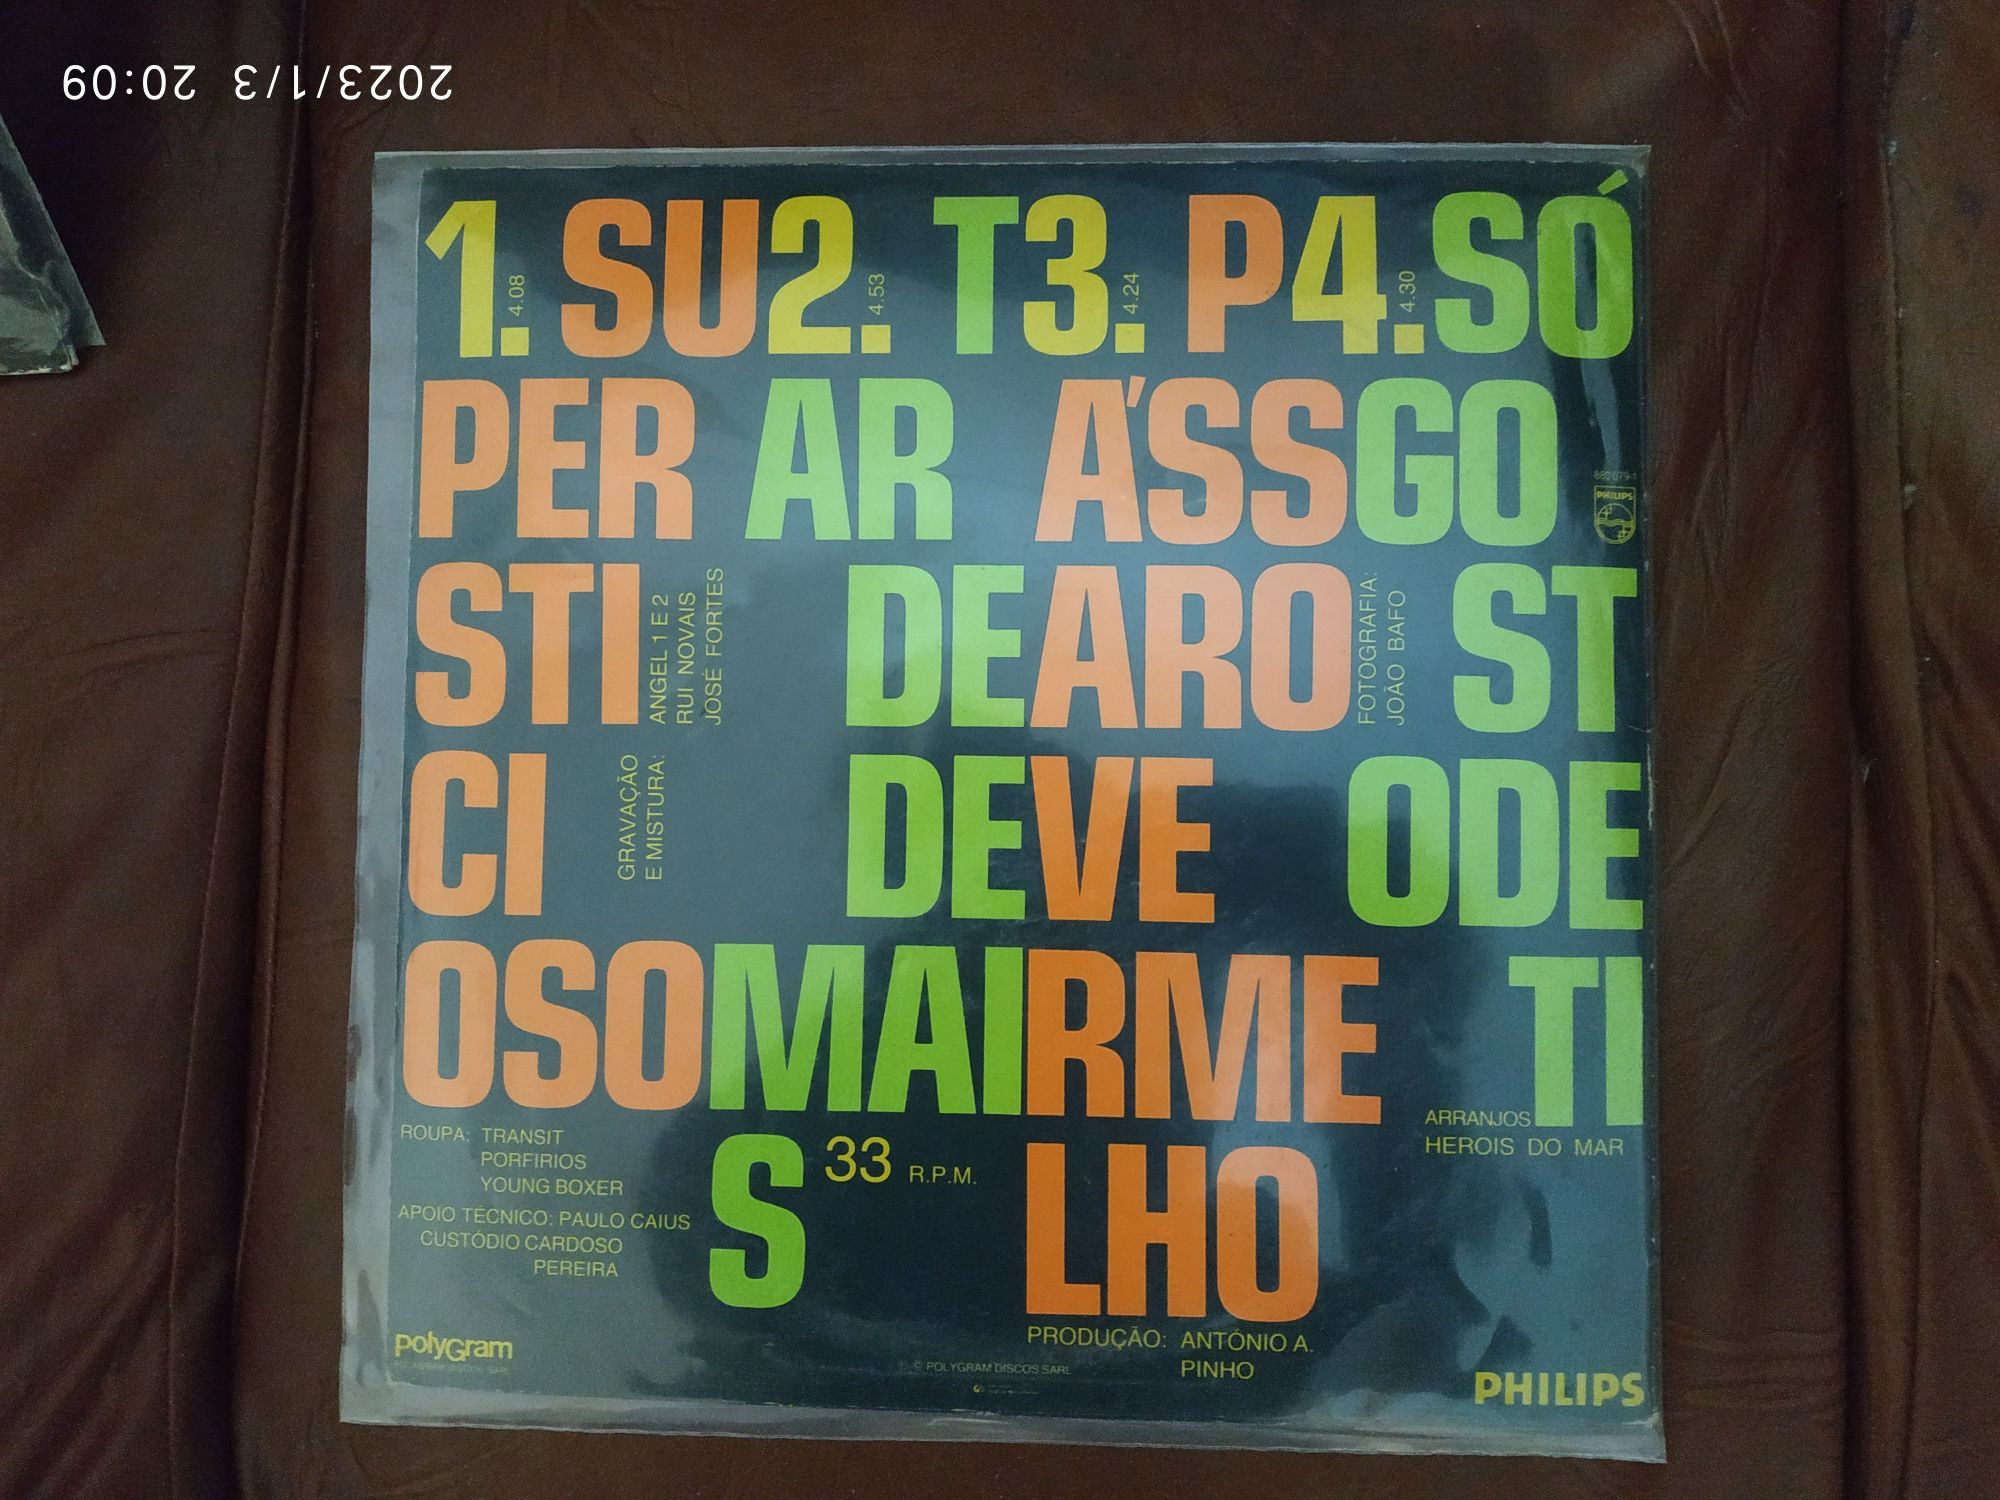 2023/1/3 20:09
1. SU2. T3. P4. SÓ
4.08
4.53
4.24
4.30
PER AR ÁSSGO
880 079-1
PHILIPS
STI DEARO ST
ANGEL 1 E 2
RUI NOVAIS
JOSÉ FORTES
FOTOGRAFIA:
JOÃO BAFO
CI DEVE ODE
GRAVAÇÃO
E MISTURA:
OSOMAIRME TI
ARRANJOS
HEROIS DO MAR
ROUPA: TRANSIT
PORFIRIOS
YOUNG BOXER
S 33 R.P.M. LHO
APOIO TÉCNICO: PAULO CAIUS
CUSTÓDIO CARDOSO
PEREIRA
PRODUÇÃO: ANTÓNIO A.
PINHO
polyGram
℗ © POLYGRAM DISCOS SARL
PHILIPS